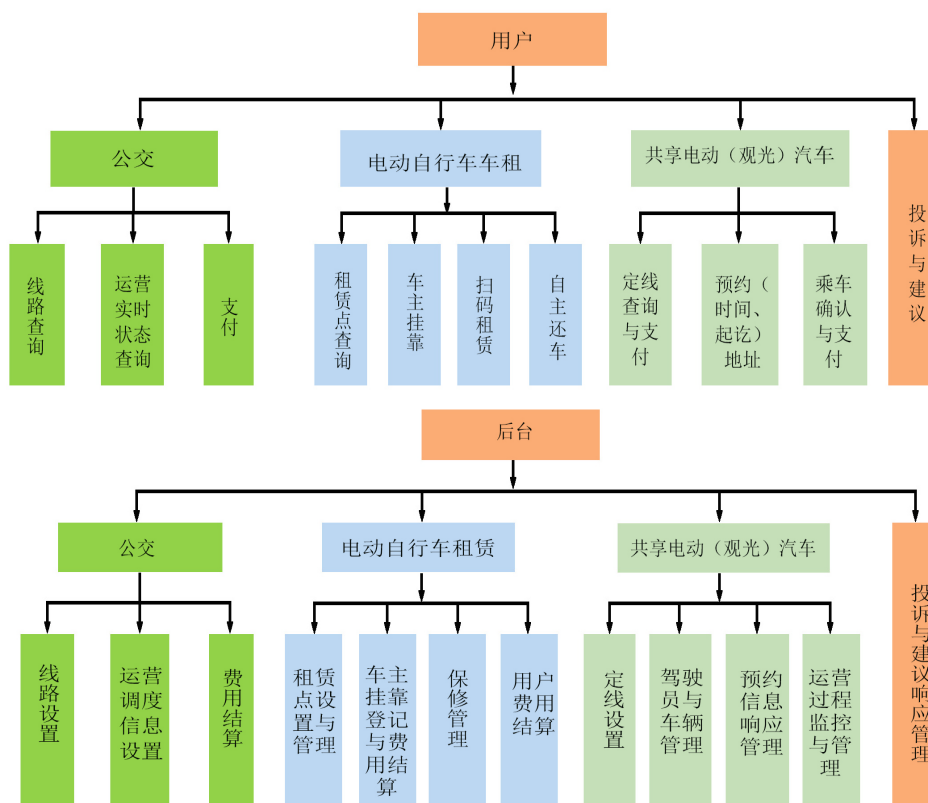 用户
公交
电动自行车车租
共享电动（观光）汽车
投诉与建议
线路查询
运营
实时
状态
查询
支付
租赁点查询
车主挂靠
扫码租赁
自主还车
定线
查询
与支
付
预约（
时间、
起讫）
地址
乘车
确认
与支
付
后台
公交
电动自行车租赁
共享电动（观光）汽车
投诉与建议响应管理
线路设置
运营
调度
信息
设置
费用结算
租赁
点设
置与
管理
车主
挂靠
登记
与费
用结
算
保修管理
用户
费用
结算
定线设置
驾驶
员与
车辆
管理
预约
信息
响应
管理
运营
过程
监控
与管
理